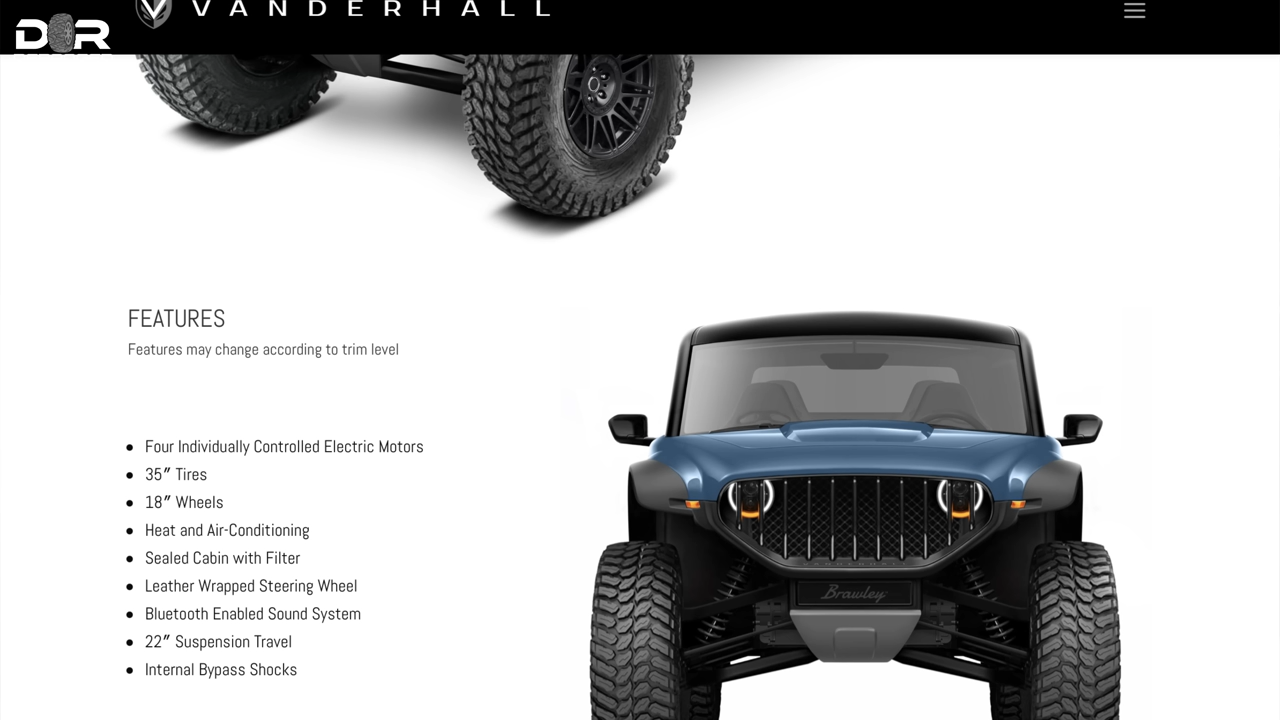 VANDERHALL
DR
FEATURES
Features may change according to trim level
Four Individually Controlled Electric Motors
35″ Tires
18″ Wheels
Heat and Air-Conditioning
Sealed Cabin with Filter
Leather Wrapped Steering Wheel
Bluetooth Enabled Sound System
22″ Suspension Travel
Internal Bypass Shocks
Brawley